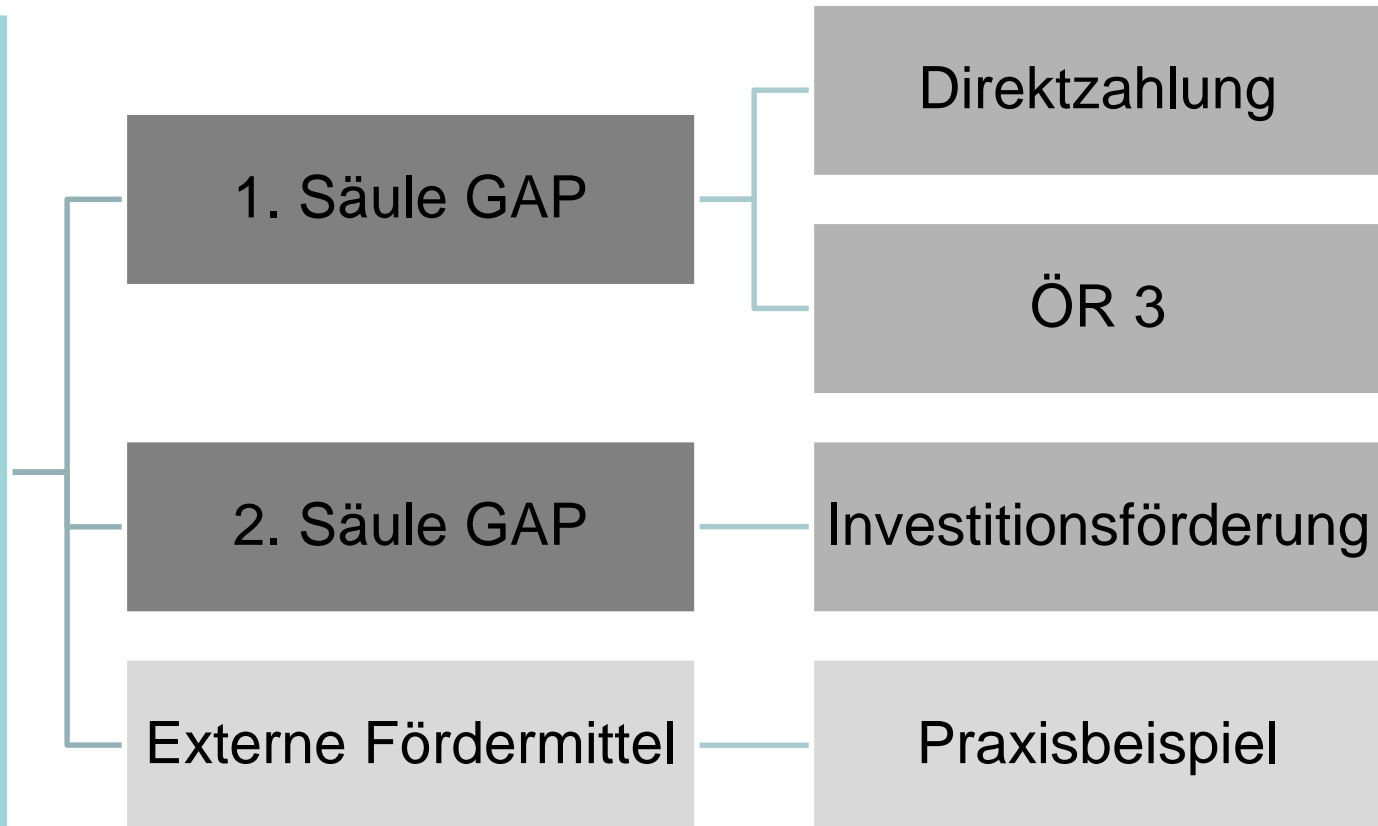 1. Säule GAP
Direktzahlung
ÖR 3
2. Säule GAP
Investitionsförderung
Externe Fördermittel
Praxisbeispiel